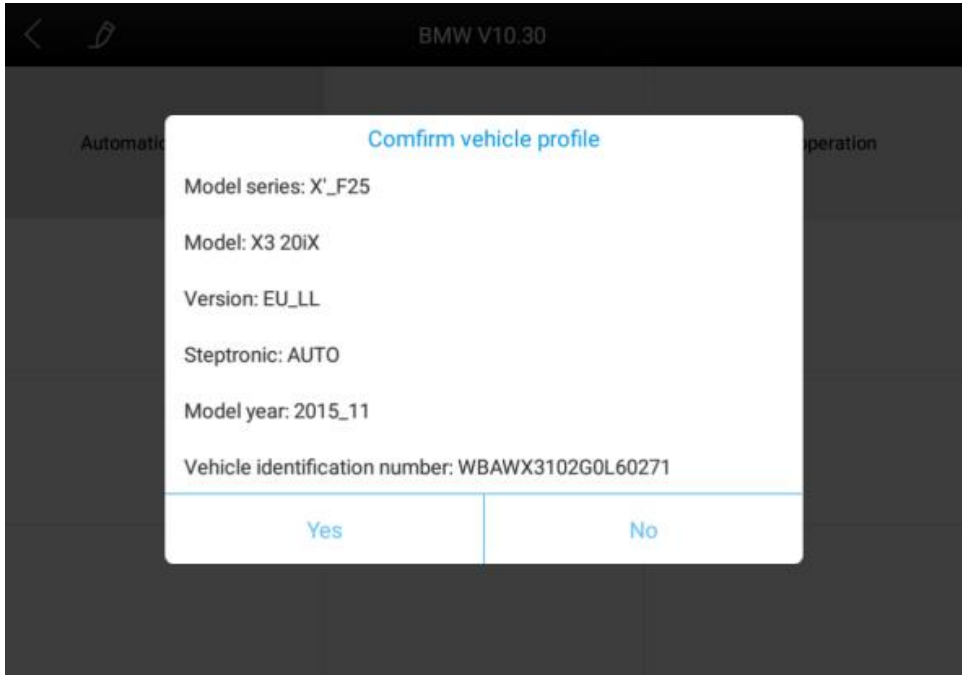 BMW V10.30
Automatic
Comfirm vehicle profile
peration
Model series: X'_F25
Model: X3 20iX
Version: EU_LL
Steptronic: AUTO
Model year: 2015_11
Vehicle identification number: WBAWX3102G0L60271
Yes
No